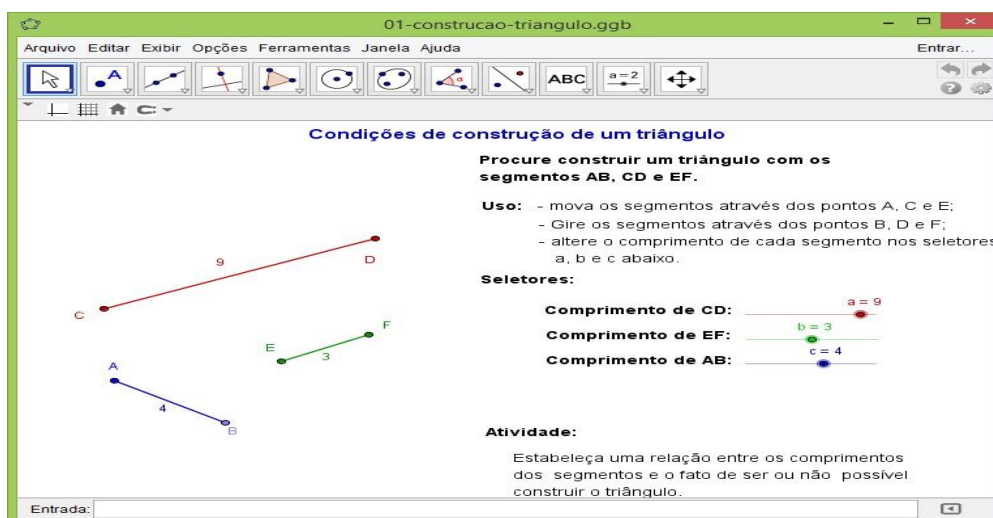 01-construcao-triangulo.ggb
Arquivo Editar Exibir Opções Ferramentas Janela Ajuda Entrar...
A ABC a=2
Condições de construção de um triângulo
Procure construir um triângulo com os
segmentos AB, CD e EF.
Uso: - mova os segmentos através dos pontos A, C e E;
- Gire os segmentos através dos pontos B, D e F;
- altere o comprimento de cada segmento nos seletores
a, b e c abaixo.
Seletores:
9
D
C
a = 9
Comprimento de CD:
b = 3
Comprimento de EF:
c = 4
Comprimento de AB:
F
E
3
A
4
B
Atividade:
Estabeleça uma relação entre os comprimentos
dos segmentos e o fato de ser ou não possível
construir o triângulo.
Entrada: